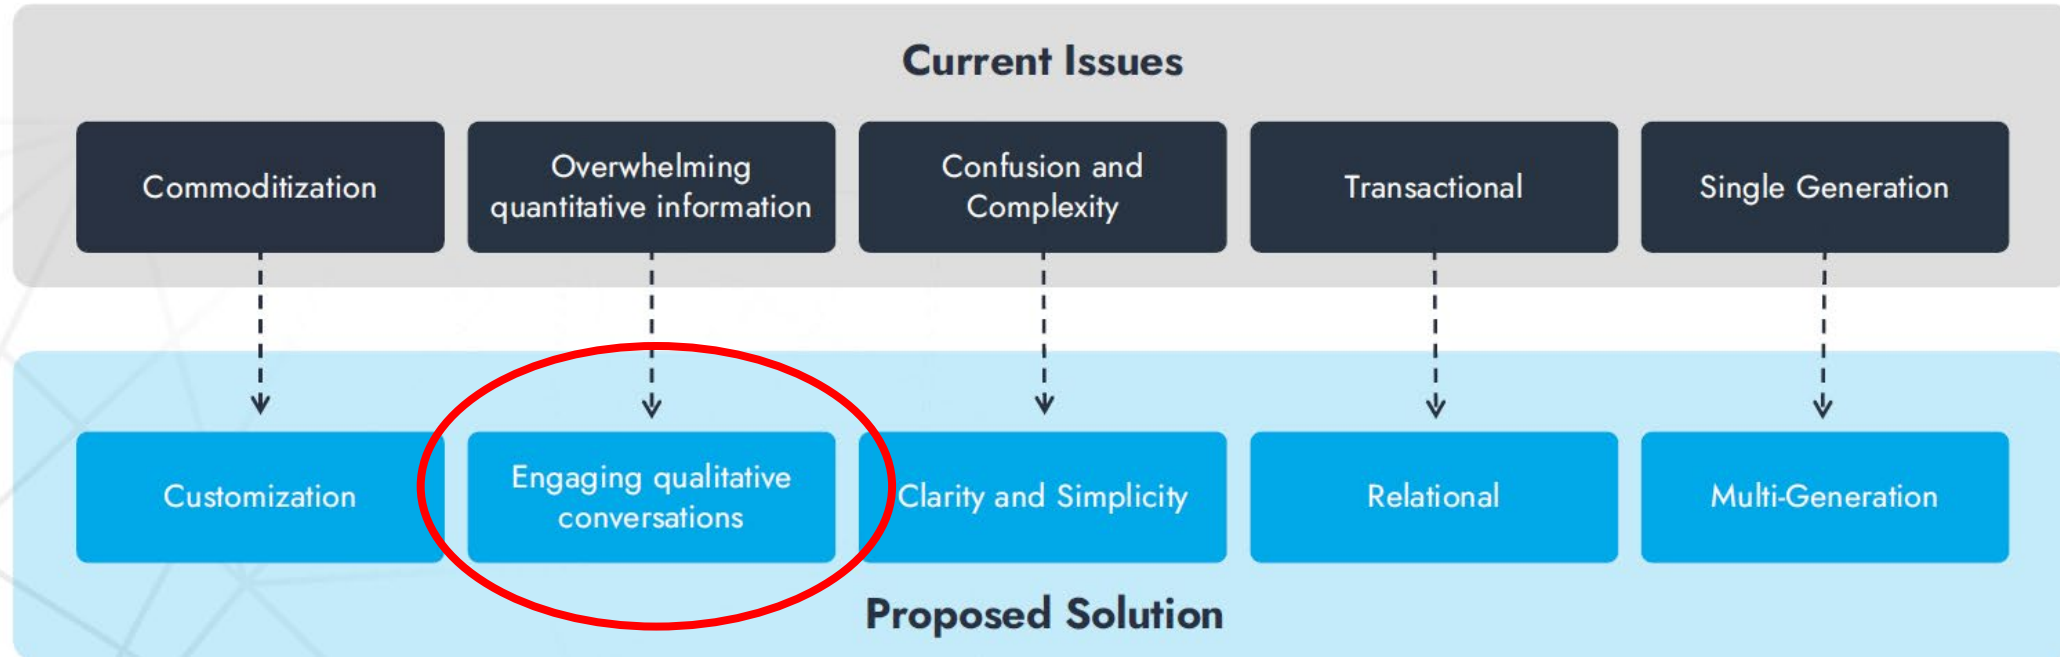 Current Issues
Commoditization
Overwhelming
quantitative information
Confusion and
Complexity
Transactional
Single Generation
Customization
Engaging qualitative
conversations
Clarity and Simplicity
Relational
Multi-Generation
Proposed Solution